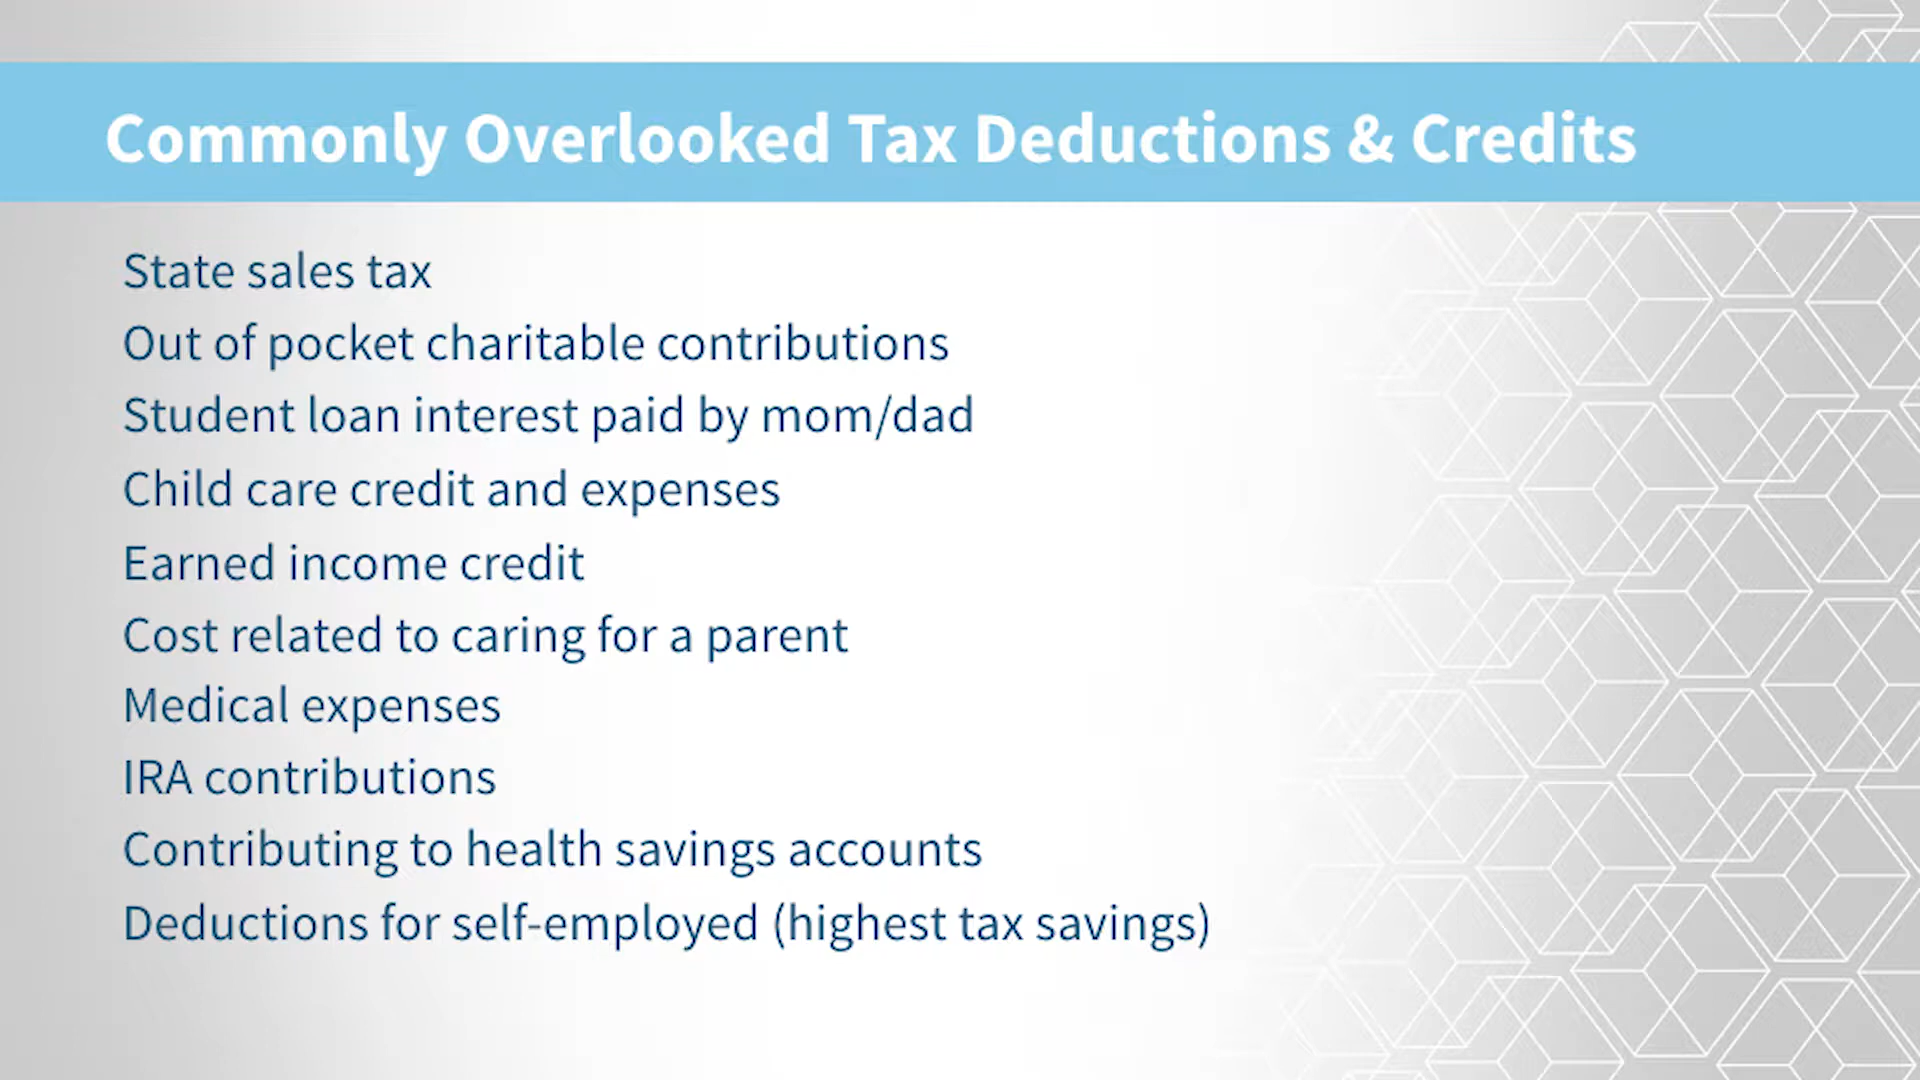 Commonly Overlooked Tax Deductions & Credits
State sales tax
Out of pocket charitable contributions
Student loan interest paid by mom/dad
Child care credit and expenses
Earned income credit
Cost related to caring for a parent
Medical expenses
IRA contributions
Contributing to health savings accounts
Deductions for self-employed (highest tax savings)